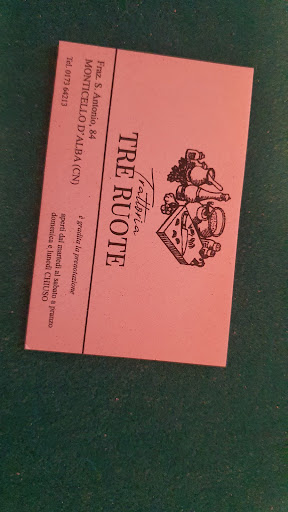 Trattoria
TRE RUOTE
è gradita la prenotazione
aperti dal martedì al sabato a pranzo
domenica e lunedì CHIUSO
Fraz. S. Antonio, 84
MONTICELLO D'ALBA (CN)
Tel. 0173 64213